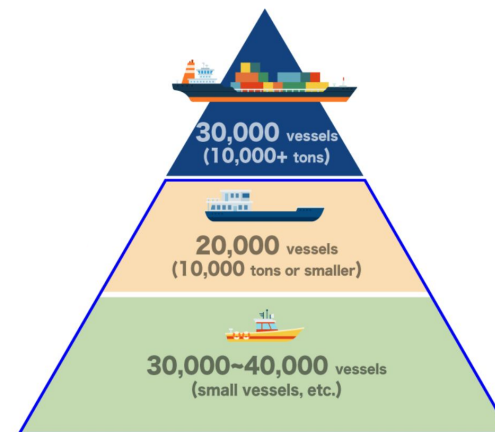 30,000 vessels
(10,000+ tons)
20,000 vessels
(10,000 tons or smaller)
30,000~40,000 vessels
(small vessels, etc.)